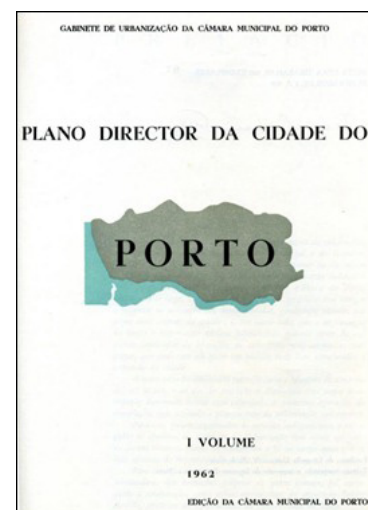 GABINETE DE URBANIZAÇÃO DA CÂMARA MUNICIPAL DO PORTO
PLANO DIRECTOR DA CIDADE DO
PORTO
I VOLUME
1962
EDIÇÃO DA CÂMARA MUNICIPAL DO PORTO